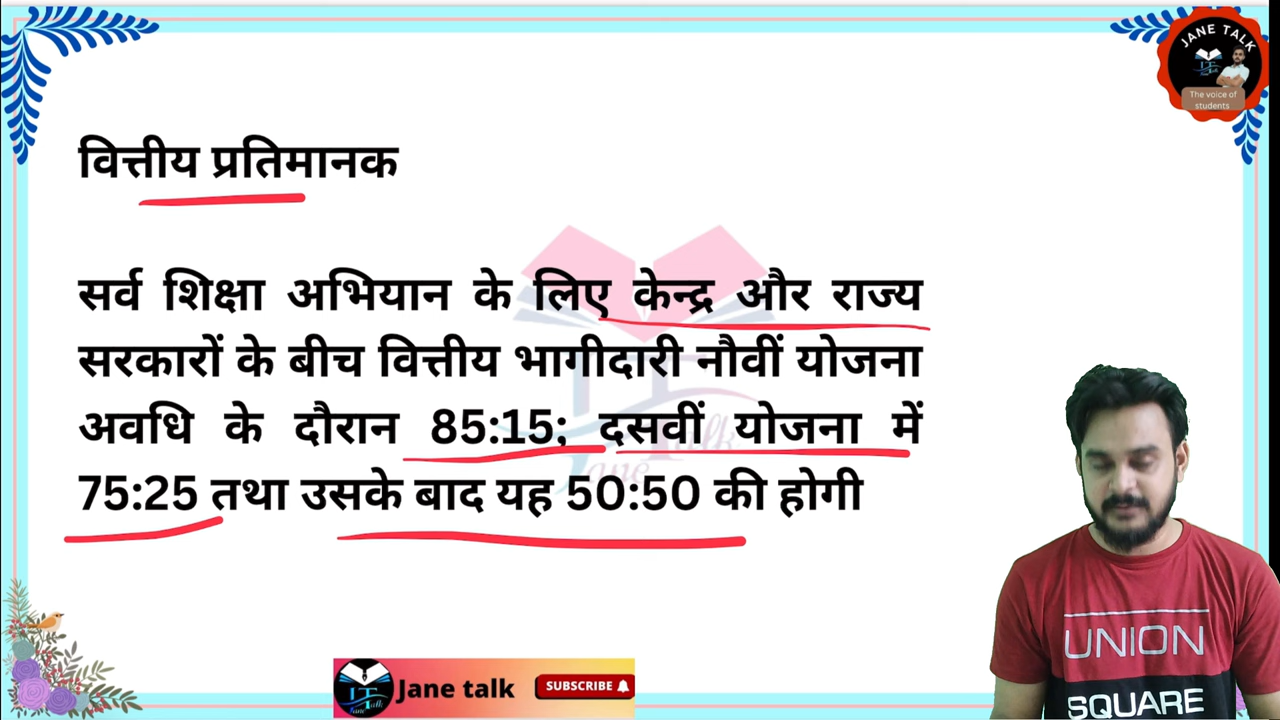 JANE TALK
The voice of
students
वित्तीय प्रतिमानक
सर्व शिक्षा अभियान के लिए केन्द्र और राज्य
सरकारों के बीच वित्तीय भागीदारी नौवीं योजना
अवधि के दौरान 85:15; दसवीं योजना में
75:25 तथा उसके बाद यह 50:50 की होगी
UNION
SQUARE
Jane talk
SUBSCRIBE